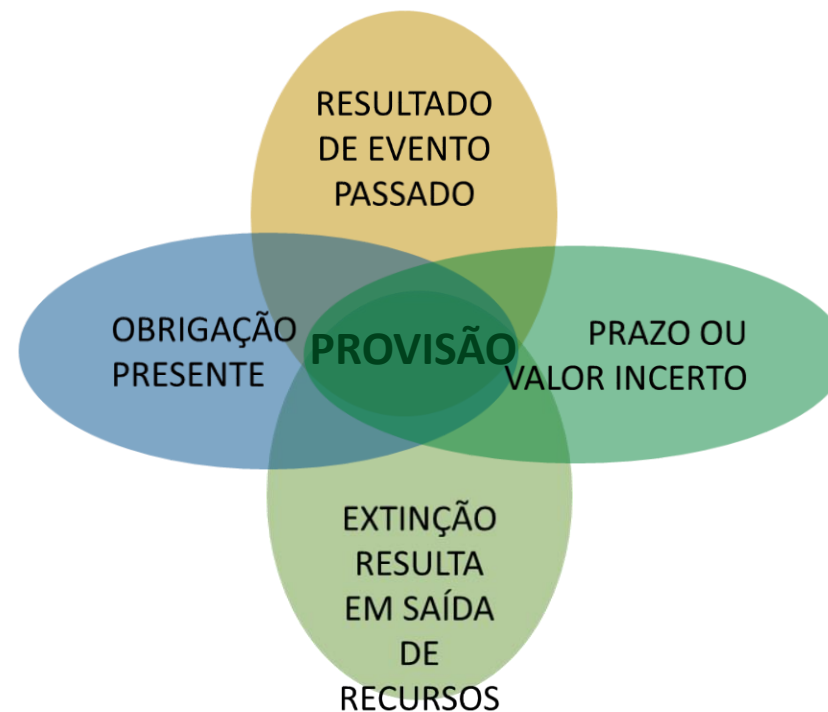 RESULTADO
DE EVENTO
PASSADO
OBRIGAÇÃO
PRESENTE
PROVISÃO
PRAZO OU
VALOR INCERTO
EXTINÇÃO
RESULTA
EM SAÍDA
DE
RECURSOS